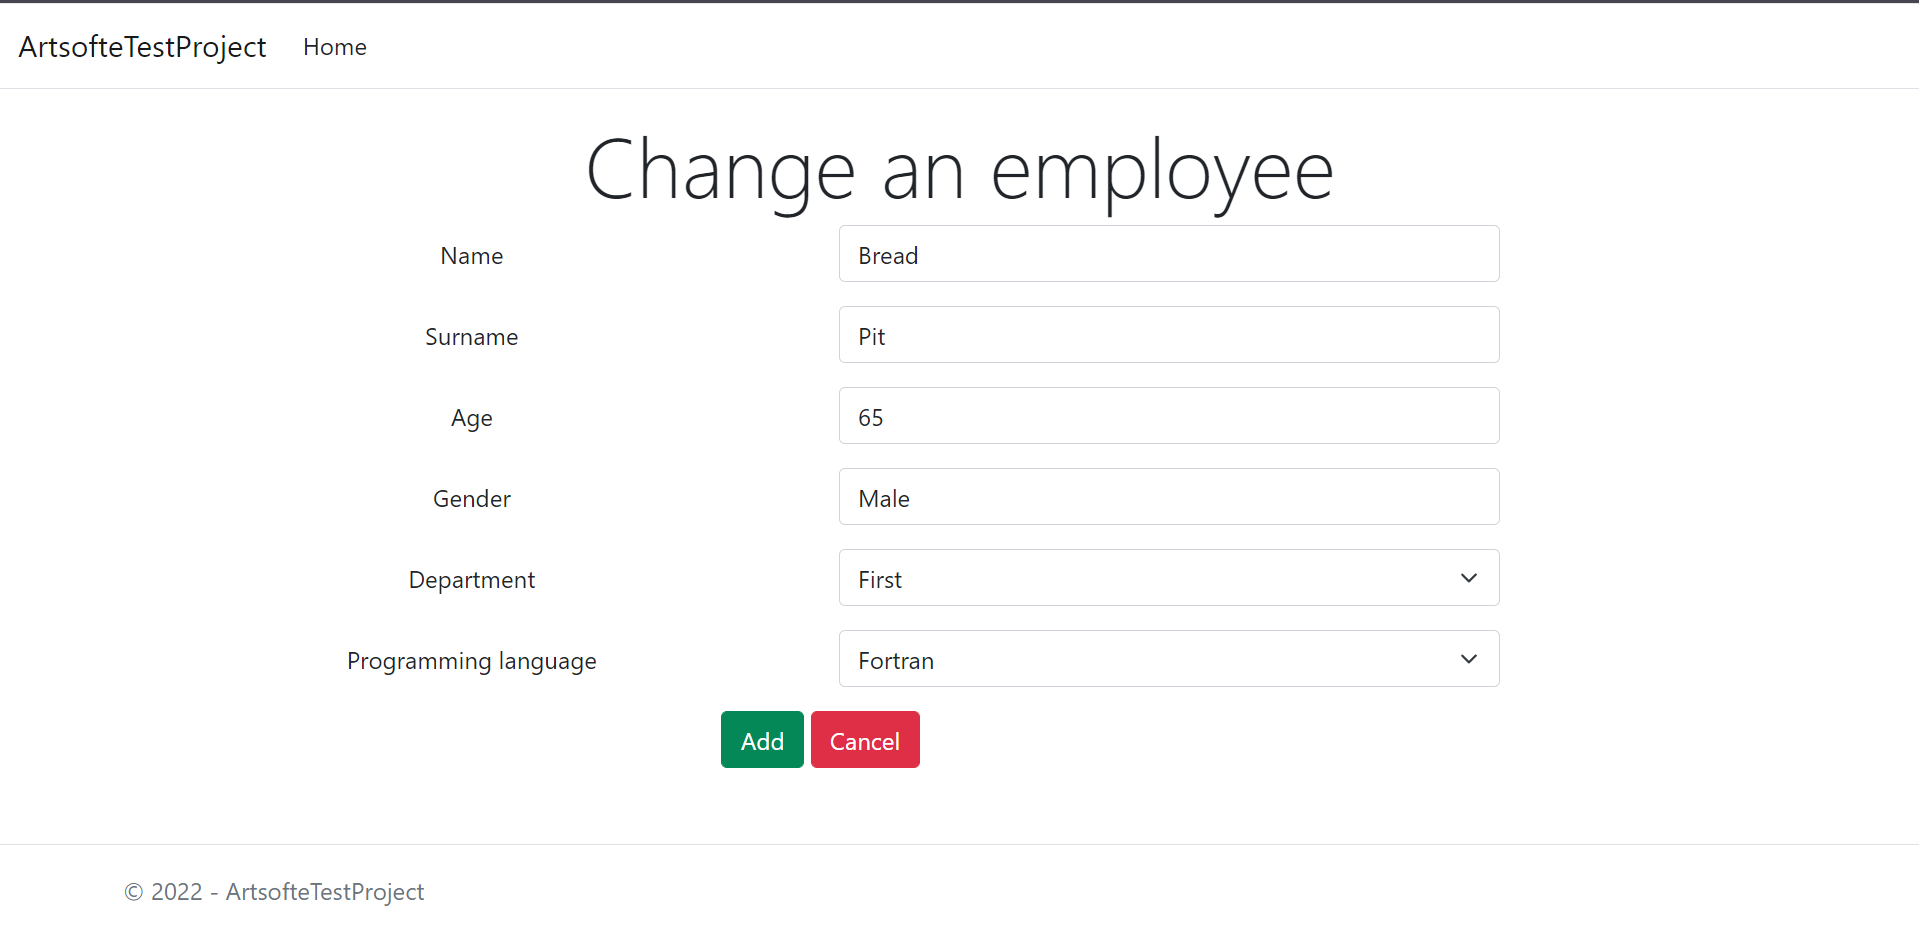 ArtsofteTestProject Home
Change an employee
Name Bread
Surname Pit
Age 65
Gender Male
Department First
Programming language Fortran
Add Cancel
© 2022 - ArtsofteTestProject